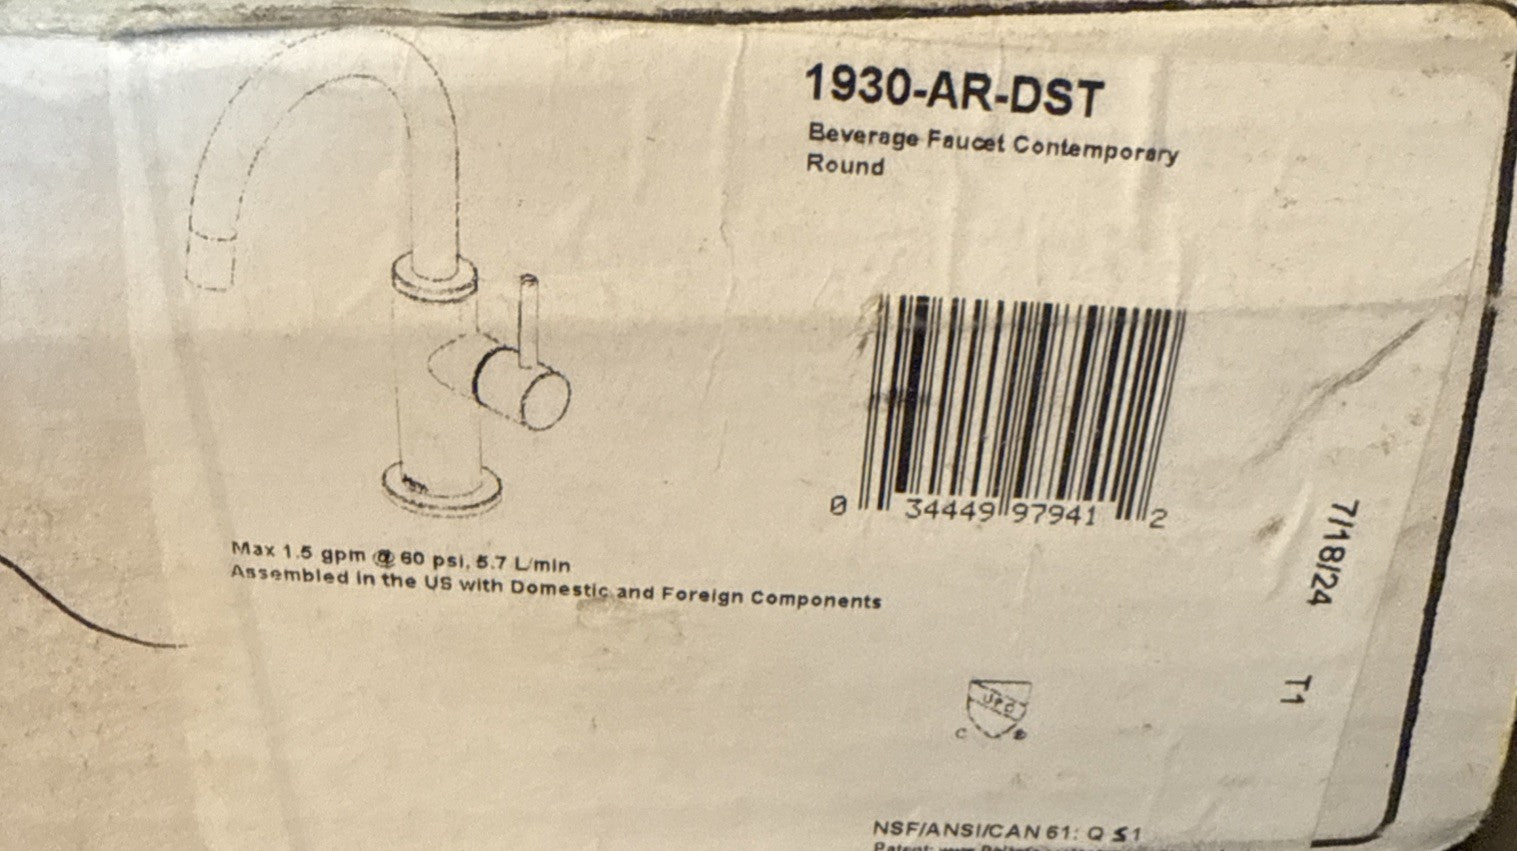 1930-AR-DST
Beverage Faucet Contemporary
Round
0 34449 97941 2
Max 1.5 gpm @ 60 psi, 5.7 L/min
Assembled in the US with Domestic and Foreign Components
7/18/24 T1
UPC
C
NSF/ANSI/CAN 61: Q ≤ 1
Patent: www.